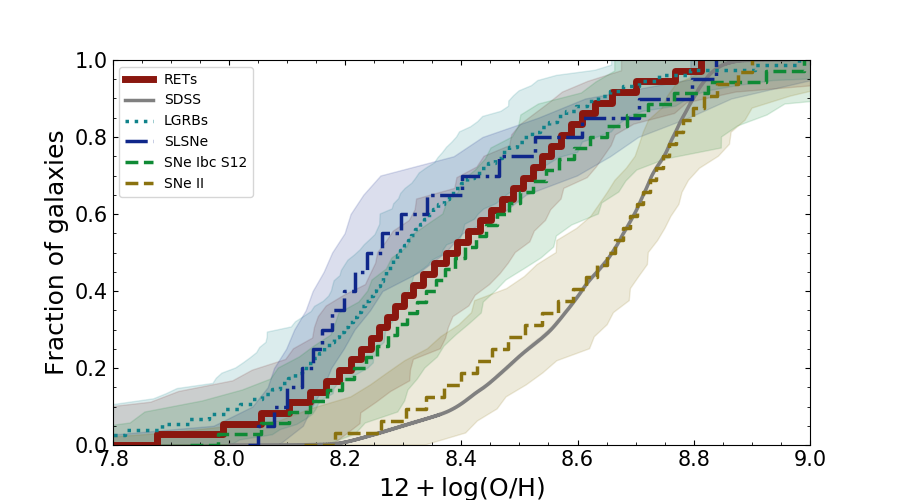 1.0
0.8
0.6
0.4
0.2
0.0
Fraction of galaxies
RETs
SDSS
LGRBs
SLSNe
SNe Ibc S12
SNe II
7.8 8.0 8.2 8.4 8.6 8.8 9.0
12 + log(O/H)